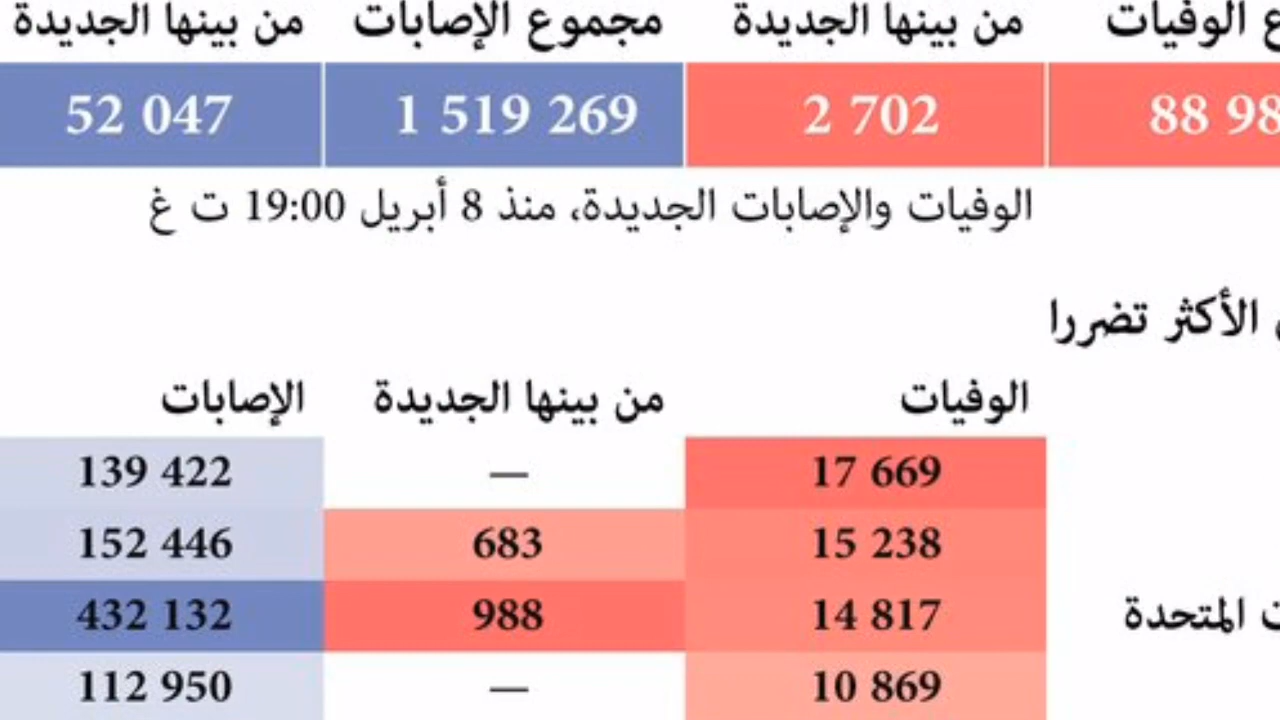 الوفيات من بينها الجديدة مجموع الإصابات من بينها الجديدة
2 702 1 519 269 52 047
الوفيات والإصابات الجديدة، منذ 8 أبريل 19:00 ت غ
الأكثر تضررا
الوفيات من بينها الجديدة الإصابات
17 669 — 139 422
15 238 683 152 446
المتحدة 14 817 988 432 132
10 869 — 112 950